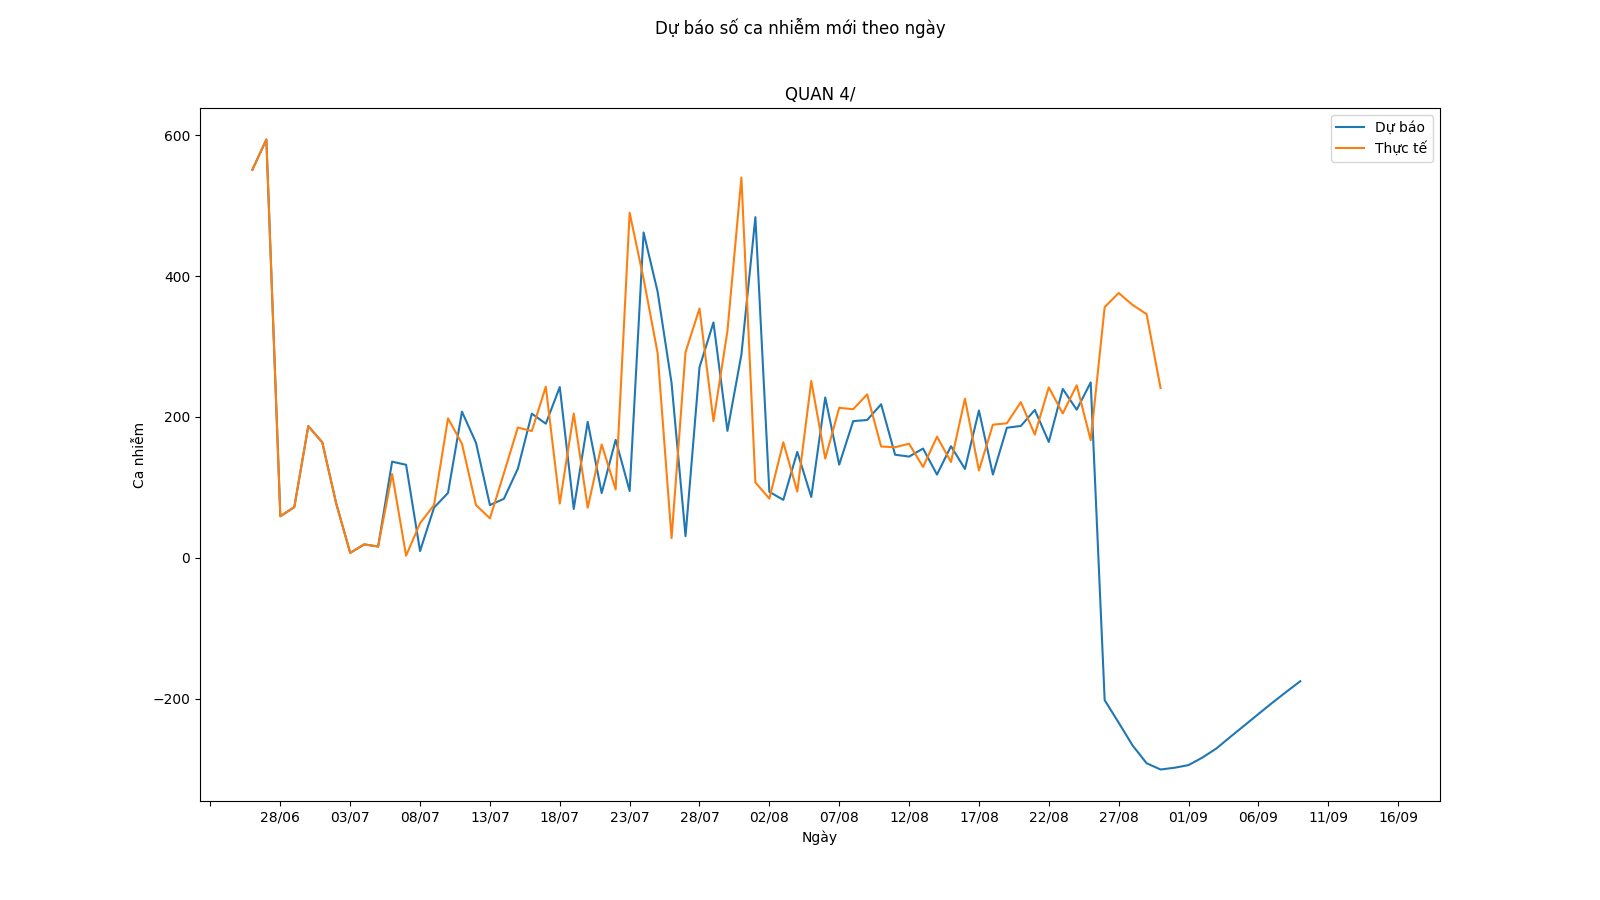 Dự báo số ca nhiễm mới theo ngày
QUAN 4/
Dự báo
Thực tế
600
400
200
0
−200
Ca nhiễm
28/06 03/07 08/07 13/07 18/07 23/07 28/07 02/08 07/08 12/08 17/08 22/08 27/08 01/09 06/09 11/09 16/09
Ngày